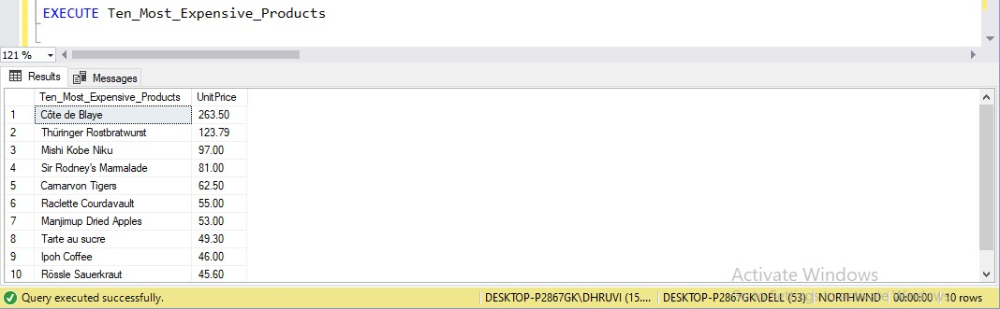 EXECUTE Ten_Most_Expensive_Products
121 %
Results Messages
Ten_Most_Expensive_Products UnitPrice
1 Côte de Blaye 263.50
2 Thüringer Rostbratwurst 123.79
3 Mishi Kobe Niku 97.00
4 Sir Rodney's Marmalade 81.00
5 Carnarvon Tigers 62.50
6 Raclette Courdavault 55.00
7 Manjimup Dried Apples 53.00
8 Tarte au sucre 49.30
9 Ipoh Coffee 46.00
10 Rössle Sauerkraut 45.60
Activate Windows
Query executed successfully. DESKTOP-P2867GK\DHRUVI (15.... DESKTOP-P2867GK\DELL (53) NORTHWND 00:00:00 10 rows